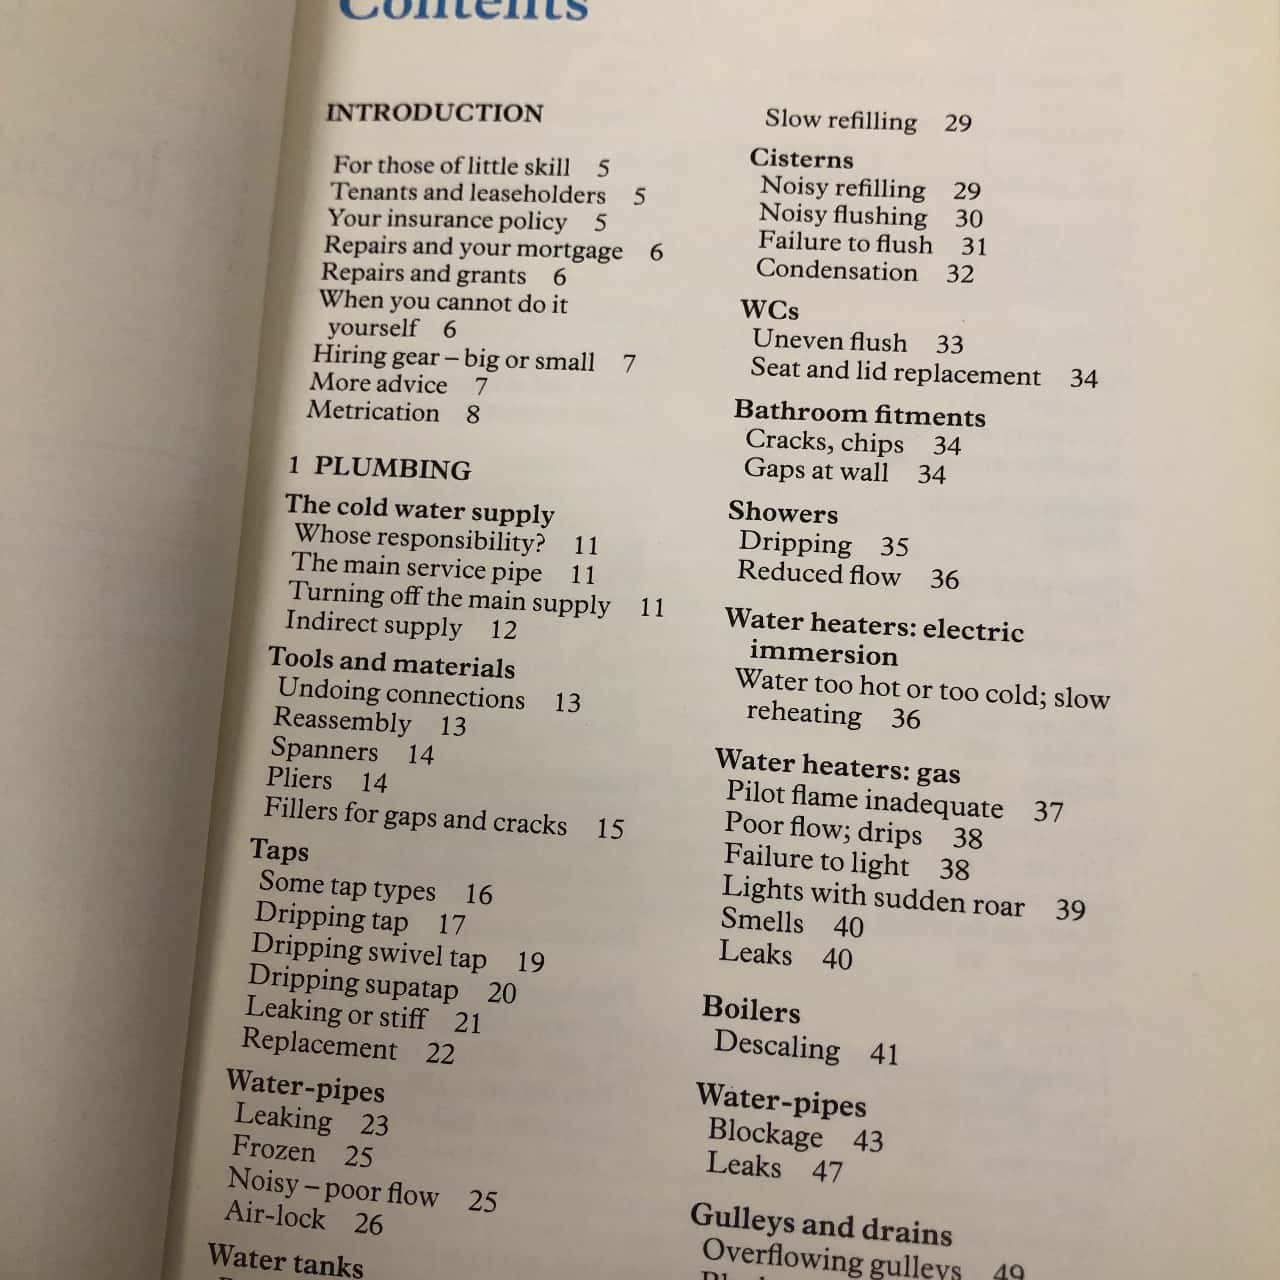 Contents
INTRODUCTION
For those of little skill 5
Tenants and leaseholders 5
Your insurance policy 5
Repairs and your mortgage 6
Repairs and grants 6
When you cannot do it
yourself 6
Hiring gear – big or small 7
More advice 7
Metrication 8
1 PLUMBING
The cold water supply
Whose responsibility? 11
The main service pipe 11
Turning off the main supply 11
Indirect supply 12
Tools and materials
Undoing connections 13
Reassembly 13
Spanners 14
Pliers 14
Fillers for gaps and cracks 15
Taps
Some tap types 16
Dripping tap 17
Dripping swivel tap 19
Dripping supatap 20
Leaking or stiff 21
Replacement 22
Water-pipes
Leaking 23
Frozen 25
Noisy – poor flow 25
Air-lock 26
Water tanks
Slow refilling 29
Cisterns
Noisy refilling 29
Noisy flushing 30
Failure to flush 31
Condensation 32
WCs
Uneven flush 33
Seat and lid replacement 34
Bathroom fitments
Cracks, chips 34
Gaps at wall 34
Showers
Dripping 35
Reduced flow 36
Water heaters: electric
immersion
Water too hot or too cold; slow
reheating 36
Water heaters: gas
Pilot flame inadequate 37
Poor flow; drips 38
Failure to light 38
Lights with sudden roar 39
Smells 40
Leaks 40
Boilers
Descaling 41
Water-pipes
Blockage 43
Leaks 47
Gulleys and drains
Overflowing gulleys 49